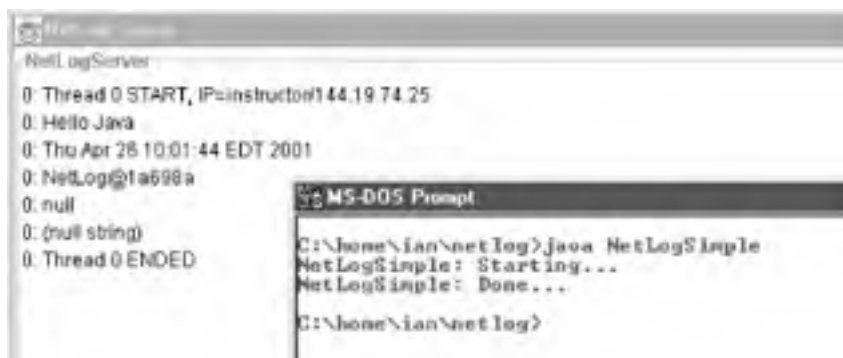 NetLogServer
0: Thread 0 START, IP=instructor/144.19.74.25
0: Hello Java
0: Thu Apr 26 10:01:44 EDT 2001
0: NetLog@1a698a
0: null
0: (null string)
0: Thread 0 ENDED
MS-DOS Prompt
C:\home\ian\netlog>java NetLogSimple
NetLogSimple: Starting...
NetLogSimple: Done...
C:\home\ian\netlog>